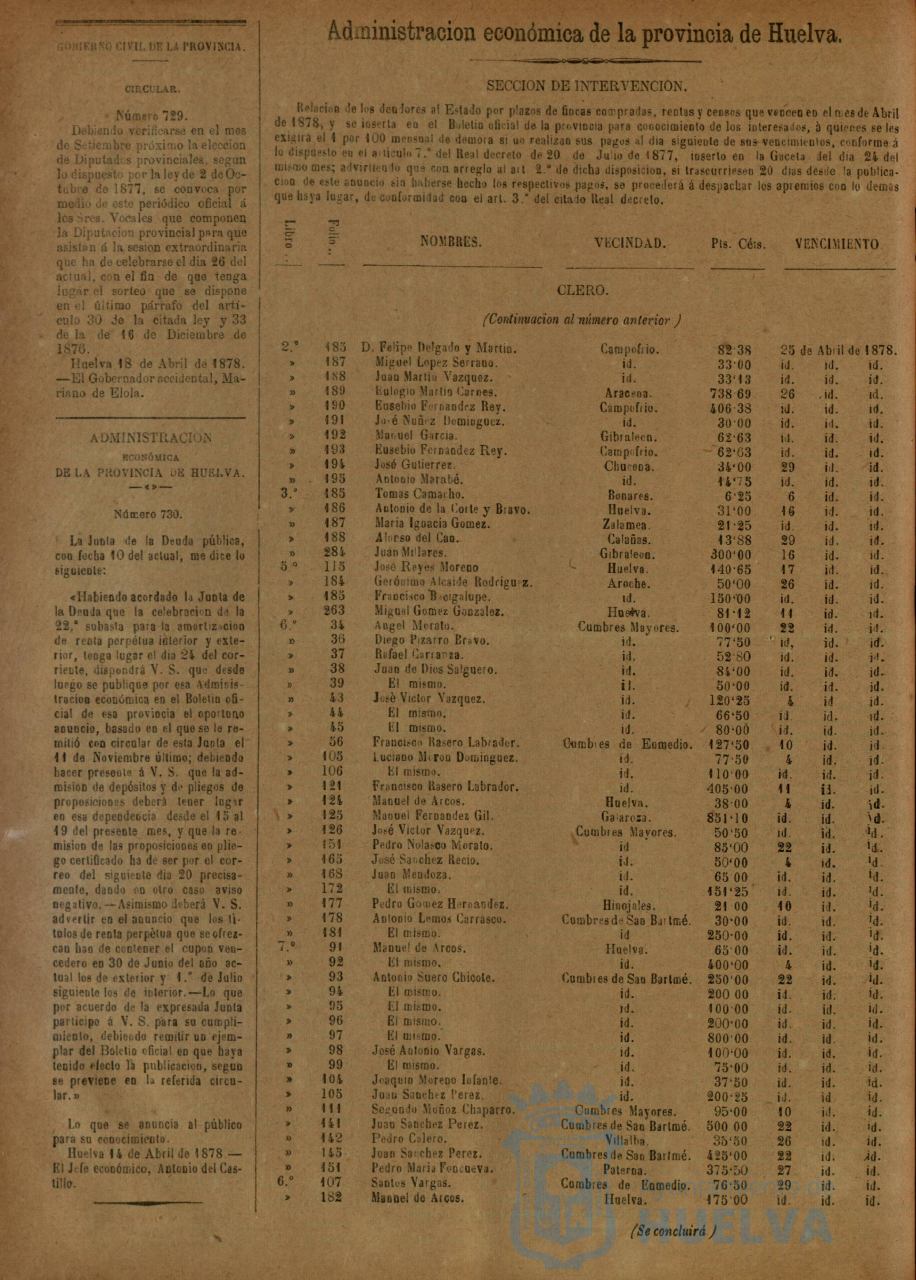 GOBIERNO CIVIL DE LA PROVINCIA.
CIRCULAR.
Número 729.
Debiendo verificarse en el mes
de Setiembre próximo la eleccion
de Diputados provinciales, segun
lo dispuesto por la ley de 2 de Oc-
tubre de 1877, se convoca por
medio de este periódico oficial á
los Sres. Vocales que componen
la Diputacion provincial para que
asistan á la sesion extraordinaria
que ha de celebrarse el dia 26 del
actual, con el fin de que tenga
lugar el sorteo que se dispone
en el último párrafo del artí-
culo 30 de la citada ley y 33
de la de 16 de Diciembre de
1876.
Huelva 18 de Abril de 1878.
—El Gobernador accidental, Ma-
riano de Elola.
ADMINISTRACION
ECONÓMICA
DE LA PROVINCIA DE HUELVA.
Número 730.
La Junta de la Deuda pública,
con fecha 10 del actual, me dice lo
siguiente:
«Habiendo acordado la Junta de
la Deuda que la celebracion de la
22.ª subasta para la amortizacion
de renta perpétua interior y exte-
rior, tenga lugar el dia 24 del cor-
riente, dispondrá V. S. que desde
luego se publique por esa Adminis-
tracion económica en el Boletin ofi-
cial de esa provincia el oportuno
anuncio, basado en el que se le re-
mitió con circular de esta Junta el
11 de Noviembre último; debiendo
hacer presente á V. S. que la ad-
mision de depósitos y de pliegos de
proposiciones deberá tener lugar
en esa dependencia desde el 15 al
19 del presente mes, y que la re-
mision de las proposiciones en plie-
go certificado ha de ser por el cor-
reo del siguiente dia 20 precisa-
mente, dando en otro caso aviso
negativo.—Asimismo deberá V. S.
advertir en el anuncio que los tí-
tulos de renta perpétua que se ofrez-
can han de contener el cupon ven-
cedero en 30 de Junio del año ac-
tual los de exterior y 1.º de Julio
siguiente los de interior.—Lo que
por acuerdo de la expresada Junta
participo á V. S. para su cumpli-
miento, debiendo remitir un ejem-
plar del Boletin oficial en que haya
tenido efecto la publicacion, segun
se previene en la referida circu-
lar.»
Lo que se anuncia al público
para su conocimiento.
Huelva 14 de Abril de 1878 —
El Jefe económico, Antonio del Cas-
tillo.
Administracion económica de la provincia de Huelva.
SECCION DE INTERVENCION.
Relacion de los deudores al Estado por plazos de fincas compradas, rentas y censos que vencen en el mes de Abril
de 1878, y se inserta en el Boletin oficial de la provincia para conocimiento de los interesados, á quienes se les
exigirá el 1 por 100 mensual de demora si no realizan sus pagos al dia siguiente de sus vencimientos, conforme á
lo dispuesto en el artículo 7.º del Real decreto de 20 de Julio de 1877, inserto en la Gaceta del dia 24 del
mismo mes; advirtiendo que con arreglo al art. 2.º de dicha disposicion, si trascurriesen 20 dias desde la publica-
cion de este anuncio sin haberse hecho los respectivos pagos, se procederá á despachar los apremios con lo demas
que haya lugar, de conformidad con el art. 3.º del citado Real decreto.
Libro .. Folio.. NOMBRES. VECINDAD. Pts. Céts. VENCIMIENTO
CLERO.
(Continuacion al número anterior )
2.º 185 D. Felipe Delgado y Martin. Campofrio. 82'38 25 de Abril de 1878.
» 187 Miguel Lopez Serrano. id. 33'00 id. id. id.
» 188 Juan Martin Vazquez. id. 33'13 id. id. id.
» 189 Eulogio Martin Carnes. Aracena. 738'69 26 id. id.
» 190 Eusebio Fernandez Rey. Campofrio. 406'38 id. id. id.
» 191 José Nuñez Dominguez. id. 30'00 id. id. id.
» 192 Manuel Garcia. Gibraleon. 62'63 id. id. id.
» 193 Eusebio Fernandez Rey. Campofrio. 62'63 id. id. id.
» 194 José Gutierrez. Chucena. 34'00 29 id. id.
» 195 Antonio Marabé. id. 14'75 id. id. id.
3.º 185 Tomas Camacho. Bonares. 6'25 6 id. id.
» 186 Antonio de la Corte y Bravo. Huelva. 31'00 16 id. id.
» 187 Maria Ignacia Gomez. Zalamea. 21'25 id. id. id.
» 188 Alonso del Can. Calañas. 13'88 29 id. id.
» 284 Juan Millares. Gibraleon. 300'00 16 id. id.
5º 115 José Reyes Moreno Huelva. 140'65 17 id. id.
» 184 Gerónimo Alcaide Rodriguez. Aroche. 50'00 26 id. id.
» 185 Francisco Bacigalupe. id. 150'00 id. id. id.
» 263 Miguel Gomez Gonzalez. Huelva. 81'12 11 id. id.
6.º 34 Angel Morato. Cumbres Mayores. 100'00 22 id. id.
» 36 Diego Pizarro Bravo. id. 77'50 id, id. id.
» 37 Rafael Carranza. id. 52'80 id. id. id.
» 38 Juan de Dios Salguero. id. 84'00 id. id. id.
» 39 El mismo. id. 50'00 id. id. id.
» 43 José Victor Vazquez. id. 120'25 4 id id.
» 44 El mismo. id. 66'50 id. id. id.
» 45 El mismo. id. 80'00 id. id. id.
» 56 Francisco Rasero Labrador. Cumbres de Enmedio. 127'50 10 id. id.
» 105 Luciano Moron Dominguez. id. 77'50 4 id. id.
» 106 El mismo. id. 110'00 id. id. id.
» 121 Francisco Rasero Labrador. id. 405'00 11 id. id.
» 124 Manuel de Arcos. Huelva. 38'00 4 id. id.
» 125 Manuel Fernandez Gil. Galaroza. 851'10 id. id. id.
» 126 José Victor Vazquez. Cumbres Mayores. 50'50 id. id. id.
» 151 Pedro Nolasco Morato. id. 85'00 22 id. id.
» 165 José Sanchez Recio. id. 50'00 4 id. id.
» 168 Juan Mendoza. id. 65 00 id. id. id.
» 172 El mismo. id. 151'25 id. id. id.
» 177 Pedro Gomez Hernandez. Hinojales. 21 00 10 id. id.
» 178 Antonio Lemos Carrasco. Cumbres de San Bartmé. 30'00 id. id. id.
» 181 El mismo. id 250'00 id. id. id.
7.º 91 Manuel de Arcos. Huelva. 65'00 id. id. id.
» 92 El mismo. id. 400'00 4 id. id.
» 93 Antonio Suero Chicote. Cumbres de San Bartmé. 250'00 22 id. id.
» 94 El mismo. id. 200 00 id. id. id.
» 95 El mismo. id. 100'00 id. id. id.
» 96 El mismo. id. 200'00 id. id. id.
» 97 El mismo. id. 800'00 id. id. id.
» 98 José Antonio Vargas. id. 100'00 id. id. id.
» 99 El mismo. id. 75'00 id. id. id.
» 104 Joaquin Moreno Infante. id. 37'50 id. id. id.
» 105 Juan Sanchez Perez. id. 200'25 id. id. id.
» 111 Segundo Muñoz Chaparro. Cumbres Mayores. 95'00 10 id. id.
» 141 Juan Sanchez Perez. Cumbres de San Bartmé. 500 00 22 id. id.
» 142 Pedro Calero. Villalba. 35'50 26 id. id.
» 145 Juan Sanchez Perez. Cumbres de San Bartmé. 425'00 22 id. id.
» 151 Pedro Maria Foncueva. Paterna. 375'50 27 id. id.
6.º 107 Santos Vargas. Cumbres de Enmedio. 76'50 29 id. id.
» 182 Manuel de Arcos. Huelva. 175'00 id. id. id.
(Se concluirá )
HUELVA